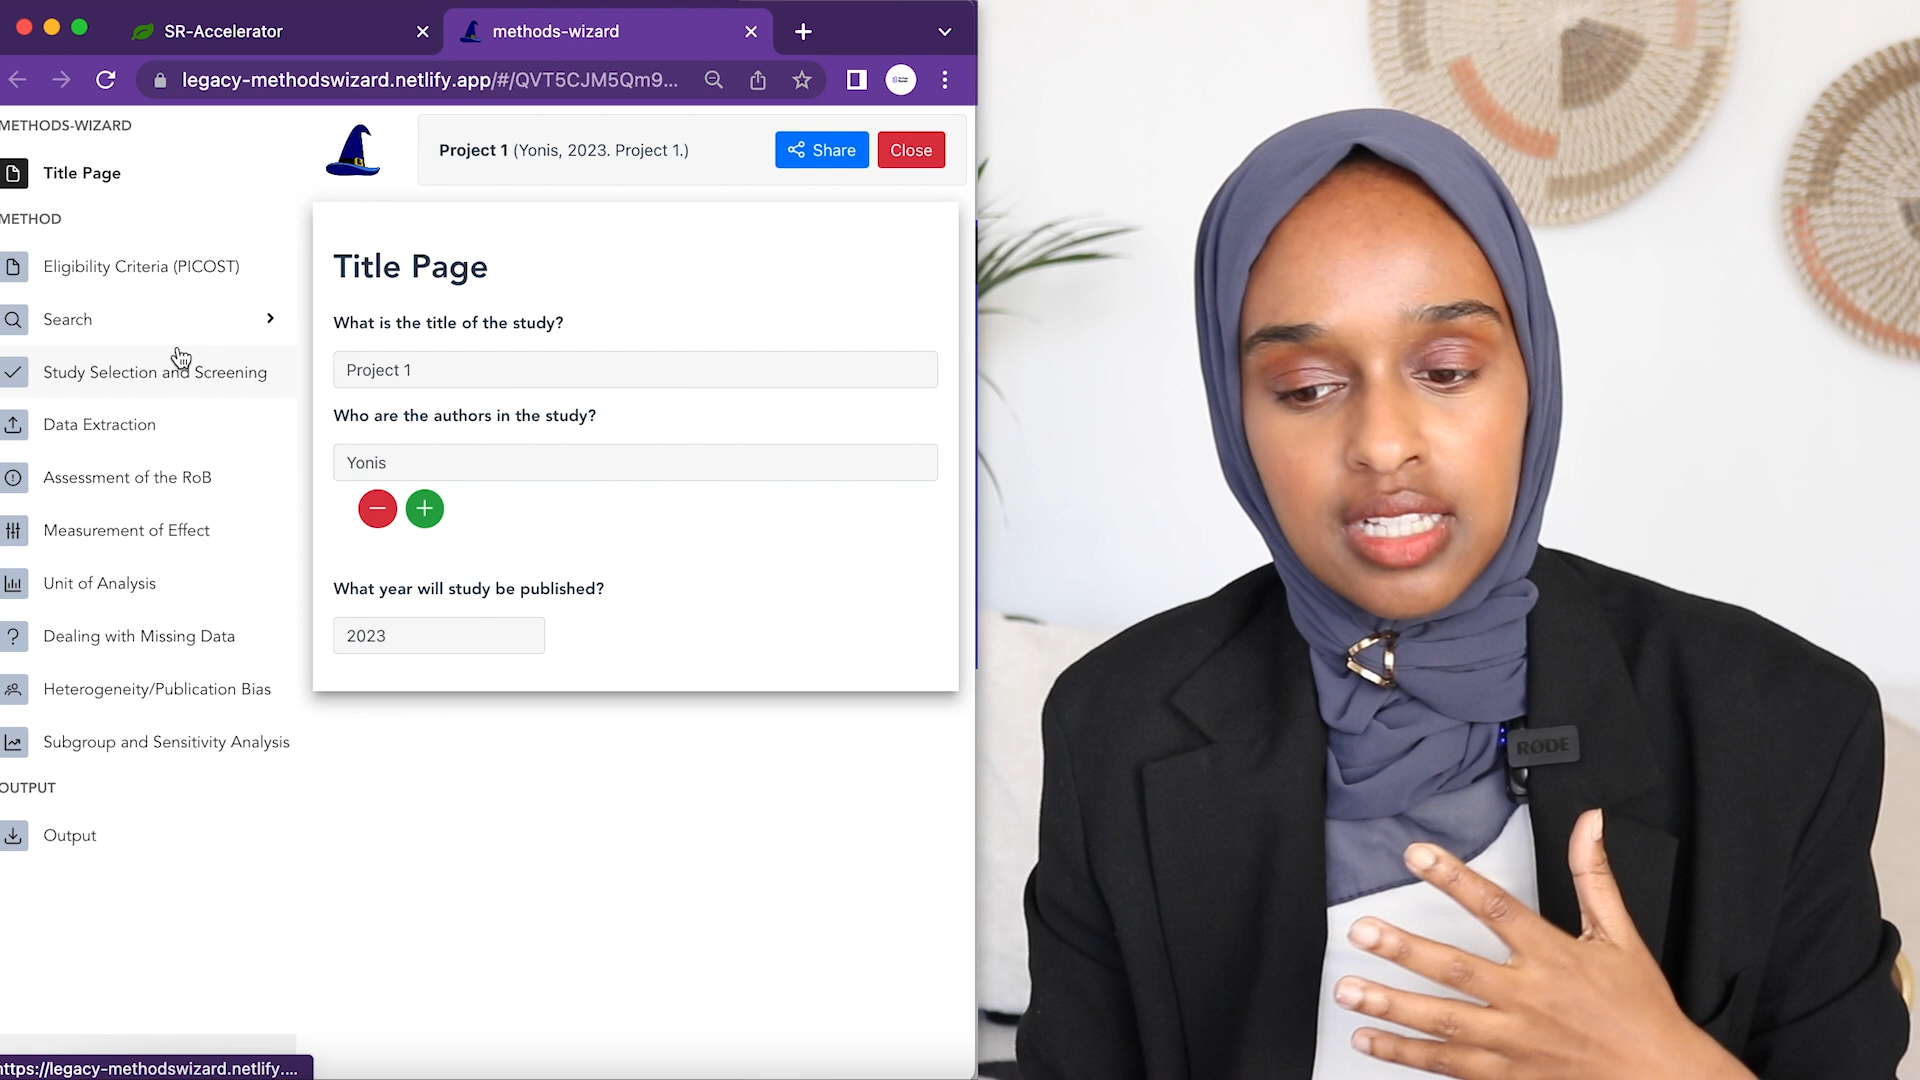 SR-Accelerator
methods-wizard
legacy-methodswizard.netlify.app/#/QVT5CJM5Qm9...
METHODS-WIZARD
Title Page
METHOD
Eligibility Criteria (PICOST)
Search
Study Selection and Screening
Data Extraction
Assessment of the RoB
Measurement of Effect
Unit of Analysis
Dealing with Missing Data
Heterogeneity/Publication Bias
Subgroup and Sensitivity Analysis
OUTPUT
Output
Project 1 (Yonis, 2023. Project 1.)
Share
Close
Title Page
What is the title of the study?
Project 1
Who are the authors in the study?
Yonis
What year will study be published?
2023
https://legacy-methodswizard.netlify....
RØDE